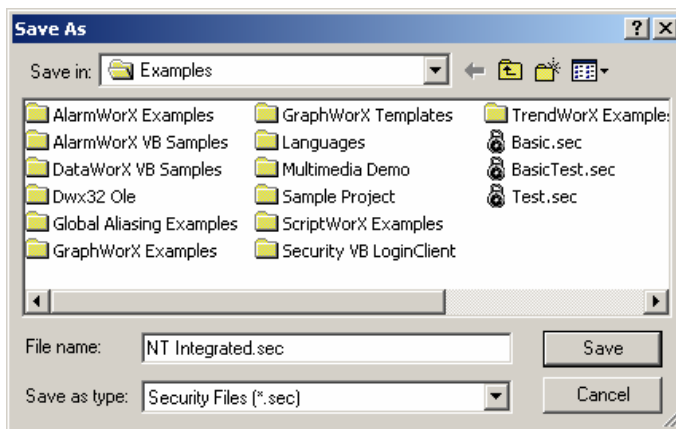 Save As
Save in: Examples
AlarmWorX Examples
AlarmWorX VB Samples
DataWorX VB Samples
Dwx32 Ole
Global Aliasing Examples
GraphWorX Examples
GraphWorX Templates
Languages
Multimedia Demo
Sample Project
ScriptWorX Examples
Security VB LoginClient
TrendWorX Examples
Basic.sec
BasicTest.sec
Test.sec
File name: NT Integrated.sec Save
Save as type: Security Files (*.sec) Cancel